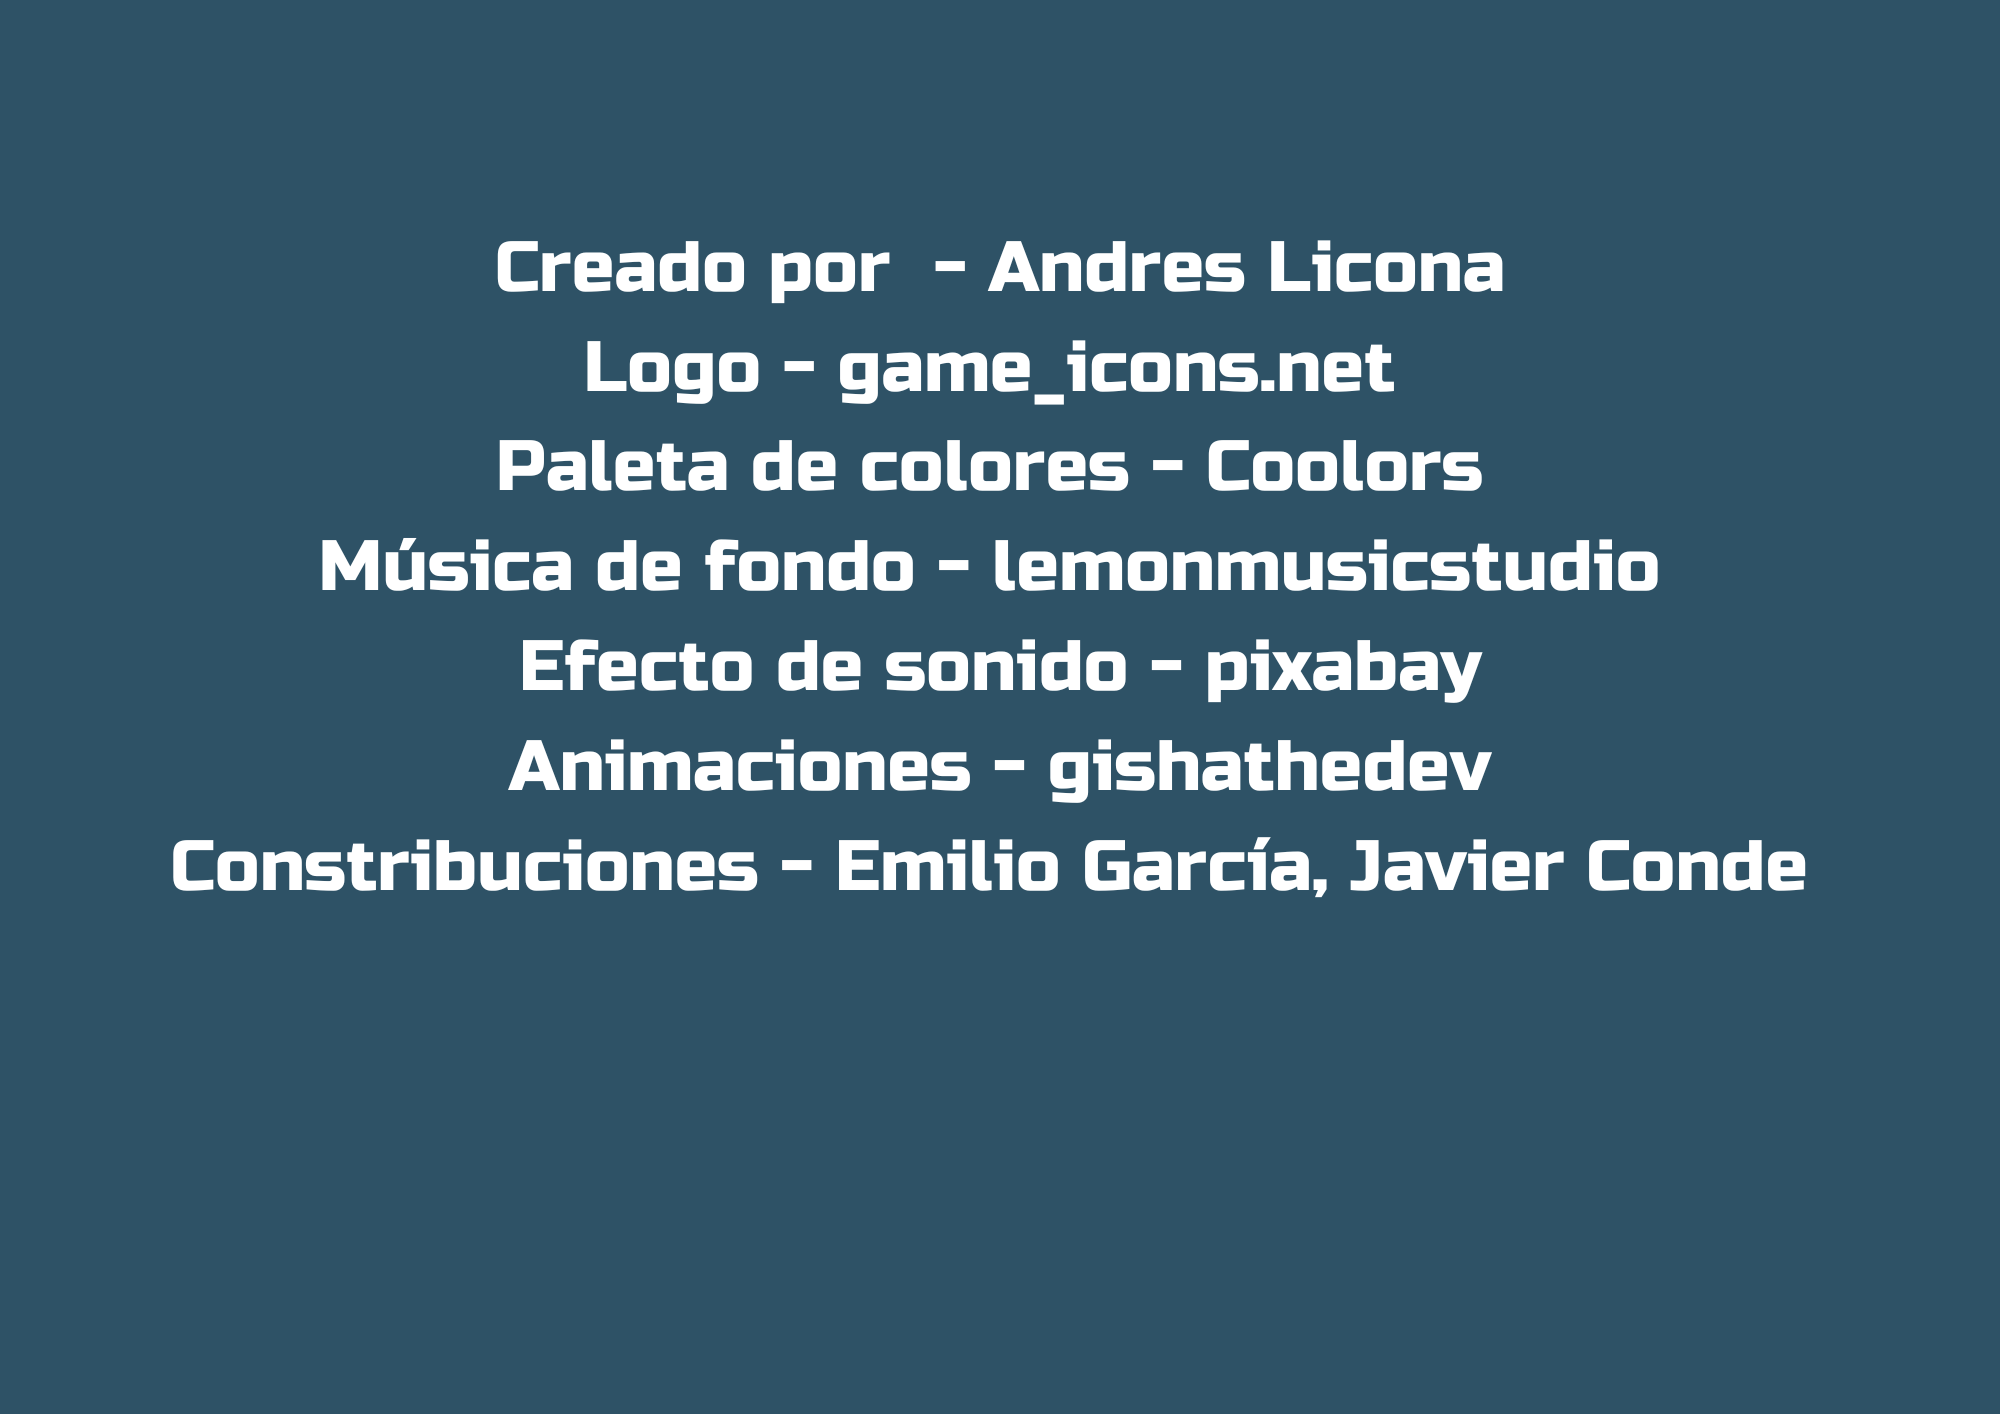 Creado por  - Andres Licona
Logo - game_icons.net
Paleta de colores - Coolors
Música de fondo - lemonmusicstudio
Efecto de sonido - pixabay
Animaciones - gishathedev
Constribuciones - Emilio García, Javier Conde